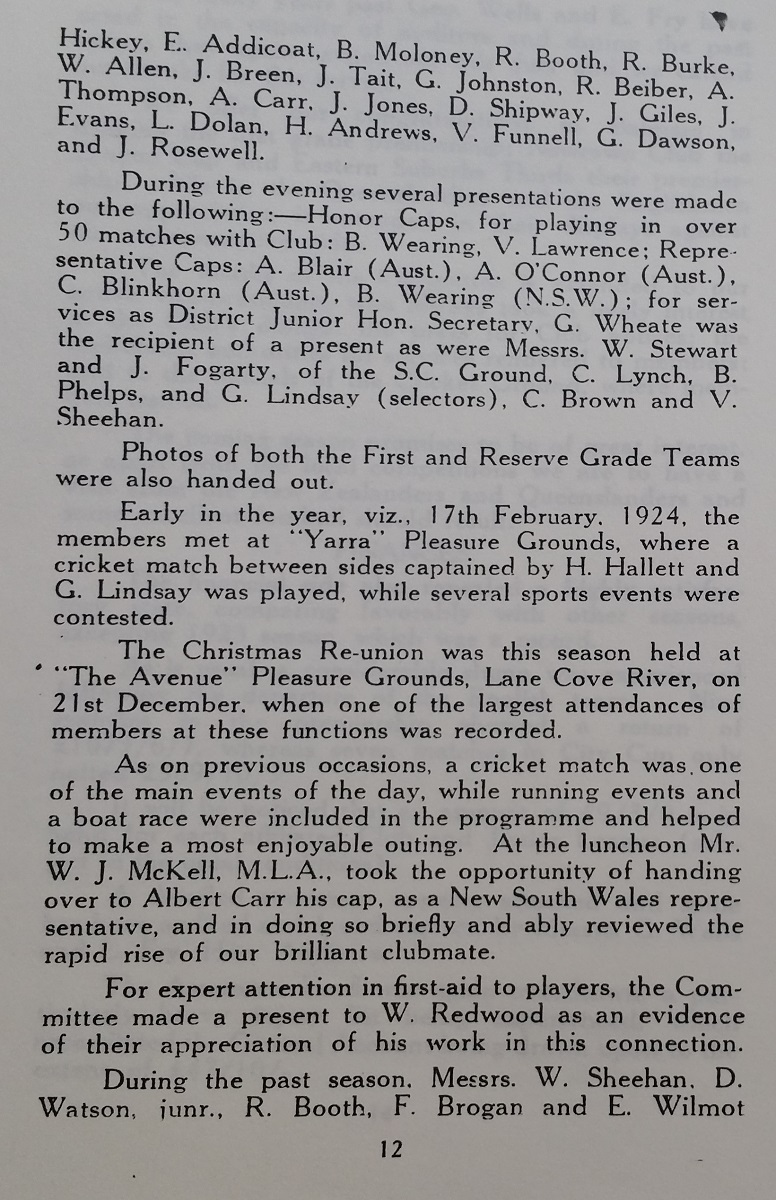 Hickey, E. Addicoat, B. Moloney, R. Booth, R. Burke,
W. Allen, J. Breen, J. Tait, G. Johnston, R. Beiber, A.
Thompson, A. Carr, J. Jones, D. Shipway, J. Giles, J.
Evans, L. Dolan, H. Andrews, V. Funnell, G. Dawson,
and J. Rosewell.
During the evening several presentations were made
to the following:—Honor Caps, for playing in over
50 matches with Club: B. Wearing, V. Lawrence; Repre-
sentative Caps: A. Blair (Aust.), A. O'Connor (Aust.),
C. Blinkhorn (Aust.), B. Wearing (N.S.W.); for ser-
vices as District Junior Hon. Secretary, G. Wheate was
the recipient of a present as were Messrs. W. Stewart
and J. Fogarty, of the S.C. Ground, C. Lynch, B.
Phelps, and G. Lindsay (selectors), C. Brown and V.
Sheehan.
Photos of both the First and Reserve Grade Teams
were also handed out.
Early in the year, viz., 17th February, 1924, the
members met at "Yarra" Pleasure Grounds, where a
cricket match between sides captained by H. Hallett and
G. Lindsay was played, while several sports events were
contested.
The Christmas Re-union was this season held at
"The Avenue" Pleasure Grounds, Lane Cove River, on
21st December, when one of the largest attendances of
members at these functions was recorded.
As on previous occasions, a cricket match was one
of the main events of the day, while running events and
a boat race were included in the programme and helped
to make a most enjoyable outing. At the luncheon Mr.
W. J. McKell, M.L.A., took the opportunity of handing
over to Albert Carr his cap, as a New South Wales repre-
sentative, and in doing so briefly and ably reviewed the
rapid rise of our brilliant clubmate.
For expert attention in first-aid to players, the Com-
mittee made a present to W. Redwood as an evidence
of their appreciation of his work in this connection.
During the past season, Messrs. W. Sheehan, D.
Watson, junr., R. Booth, F. Brogan and E. Wilmot
12